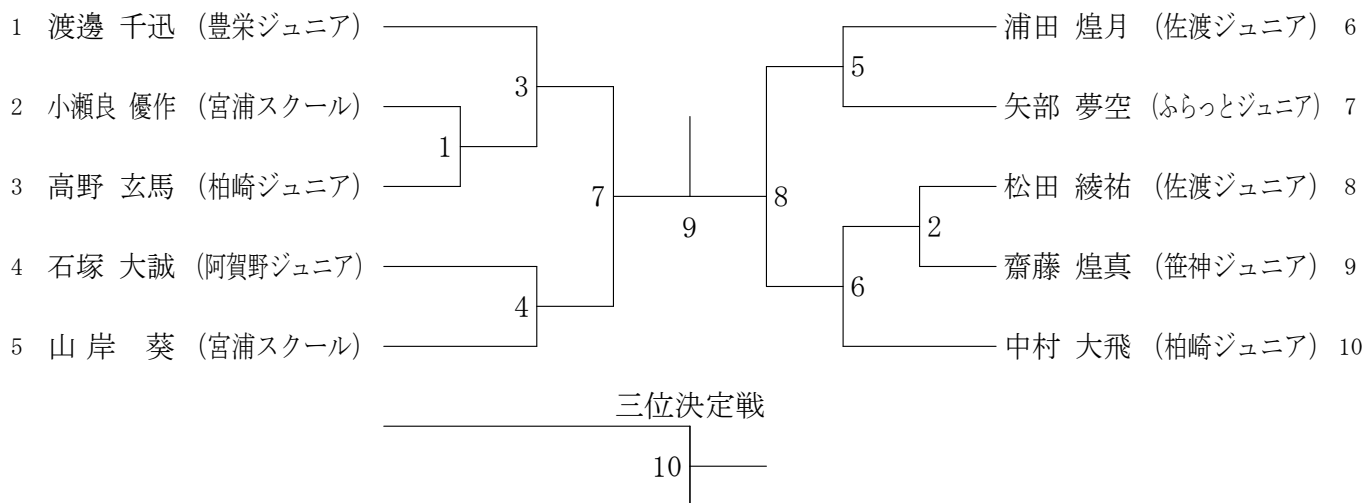 1 渡邊 千迅 (豊栄ジュニア)
2 小瀬良 優作 (宮浦スクール)
3 高野 玄馬 (柏崎ジュニア)
4 石塚 大誠 (阿賀野ジュニア)
5 山岸 葵 (宮浦スクール)
3
1
7
4
9
8
5
2
6
浦田 煌月 (佐渡ジュニア) 6
矢部 夢空 (ふらっとジュニア) 7
松田 綾祐 (佐渡ジュニア) 8
齋藤 煌真 (笹神ジュニア) 9
中村 大飛 (柏崎ジュニア) 10
三位決定戦
10